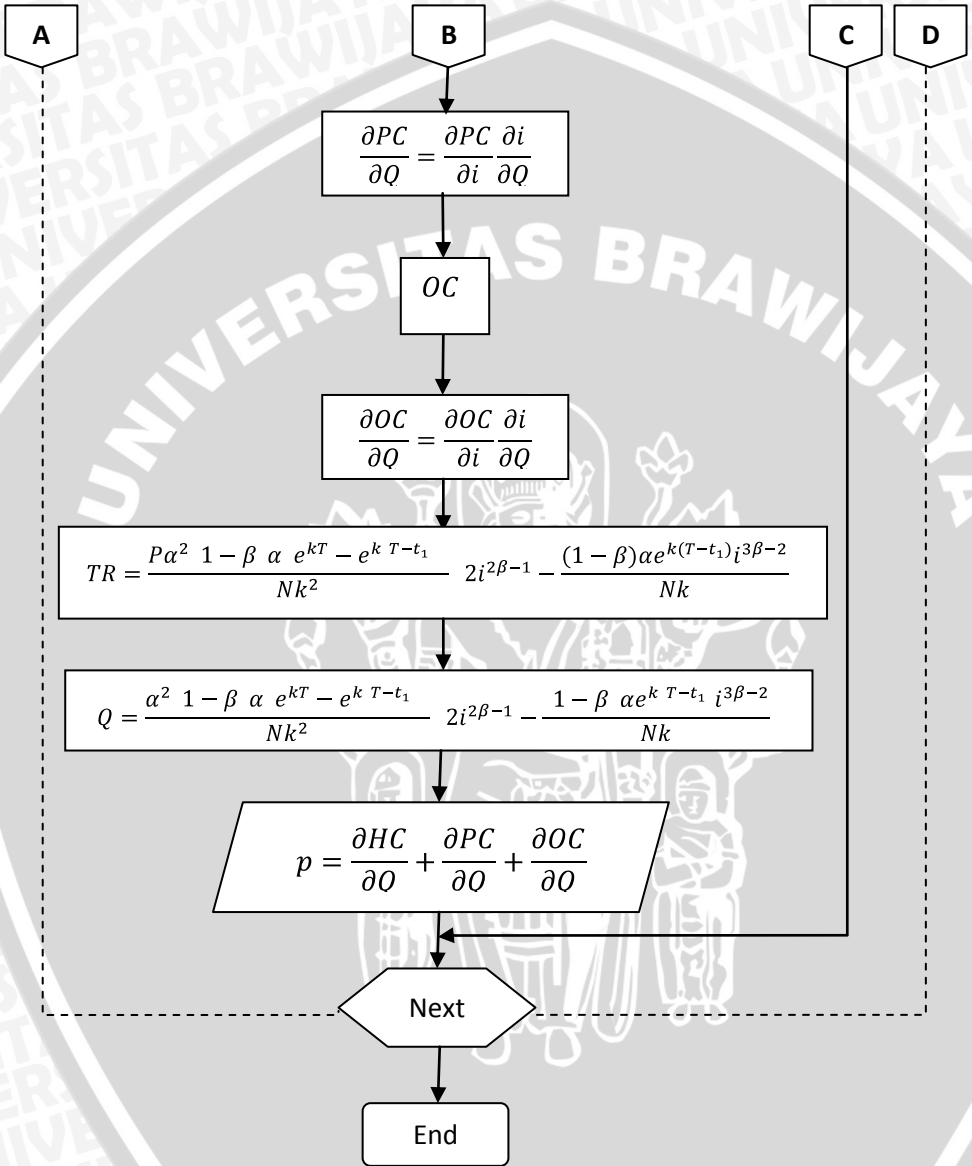 A B C D
∂PC/∂Q = ∂PC/∂i ∂i/∂Q
OC
∂OC/∂Q = ∂OC/∂i ∂i/∂Q
TR = Pα² 1 − β α e^{kT} − e^{k T−t₁} / Nk² 2i^{2β−1} − (1 − β)αe^{k(T−t₁)}i^{3β−2} / Nk
Q = α² 1 − β α e^{kT} − e^{k T−t₁} / Nk² 2i^{2β−1} − 1 − β αe^{k T−t₁} i^{3β−2} / Nk
p = ∂HC/∂Q + ∂PC/∂Q + ∂OC/∂Q
Next
End
UNIVERSITAS BRAWIJAYA